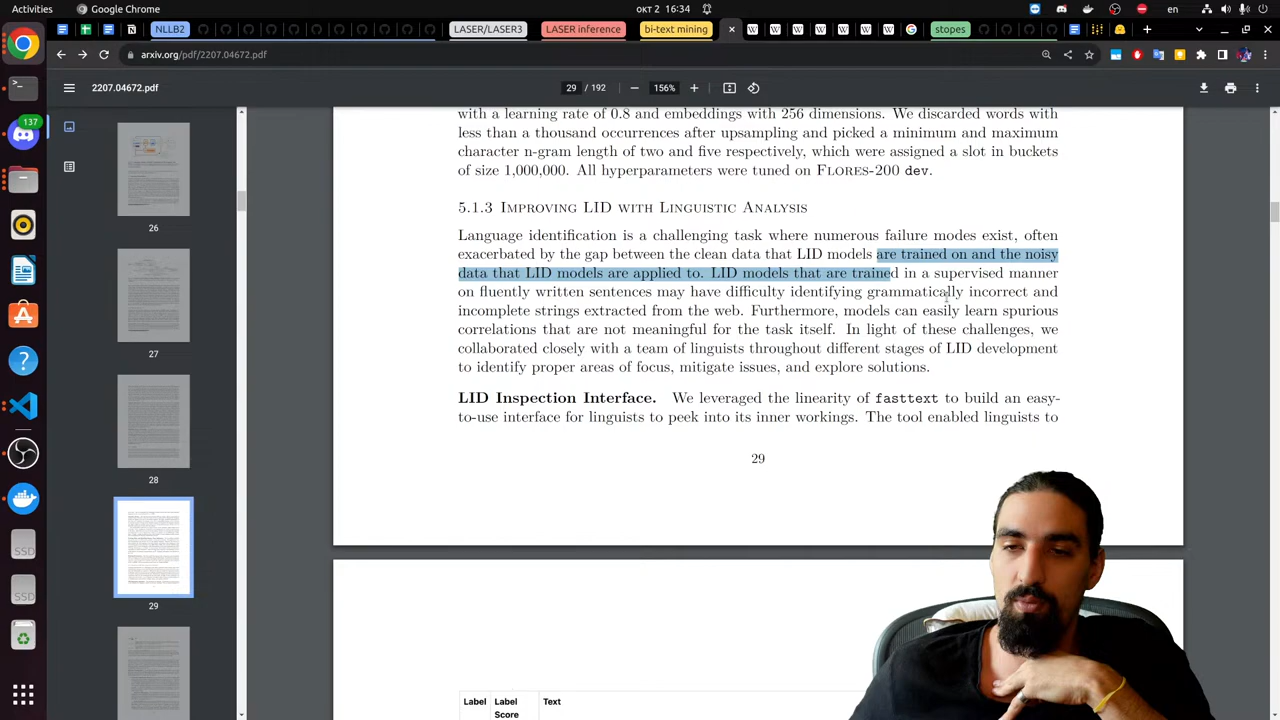 Activities
Google Chrome
окт 2 16:34
NLLB2
LASER/LASER3
LASER inference
bi-text mining
stopes
arxiv.org/pdf/2207.04672.pdf
2207.04672.pdf
29 / 192
156%
137
with a learning rate of 0.8 and embeddings with 256 dimensions. We discarded words with
less than a thousand occurrences after upsampling and picked a minimum and maximum
character n-gram length of two and five respectively, which were assigned a slot in buckets
of size 1,000,000. All hyperparameters were tuned on Flores-200 dev.
5.1.3 Improving LID with Linguistic Analysis
Language identification is a challenging task where numerous failure modes exist, often
exacerbated by the gap between the clean data that LID models are trained on and the noisy
data that LID models are applied to. LID models that are trained in a supervised manner
on fluently written sentences may have difficulty identifying grammatically incorrect and
incomplete strings extracted from the web. Furthermore, models can easily learn spurious
correlations that are not meaningful for the task itself. In light of these challenges, we
collaborated closely with a team of linguists throughout different stages of LID development
to identify proper areas of focus, mitigate issues, and explore solutions.
LID Inspection Interface. We leveraged the linearity of fasttext to build an easy-
to-use interface for linguists to peek into its inner workings. The tool enabled linguists to
29
26
27
28
29
Label
Label
Score
Text